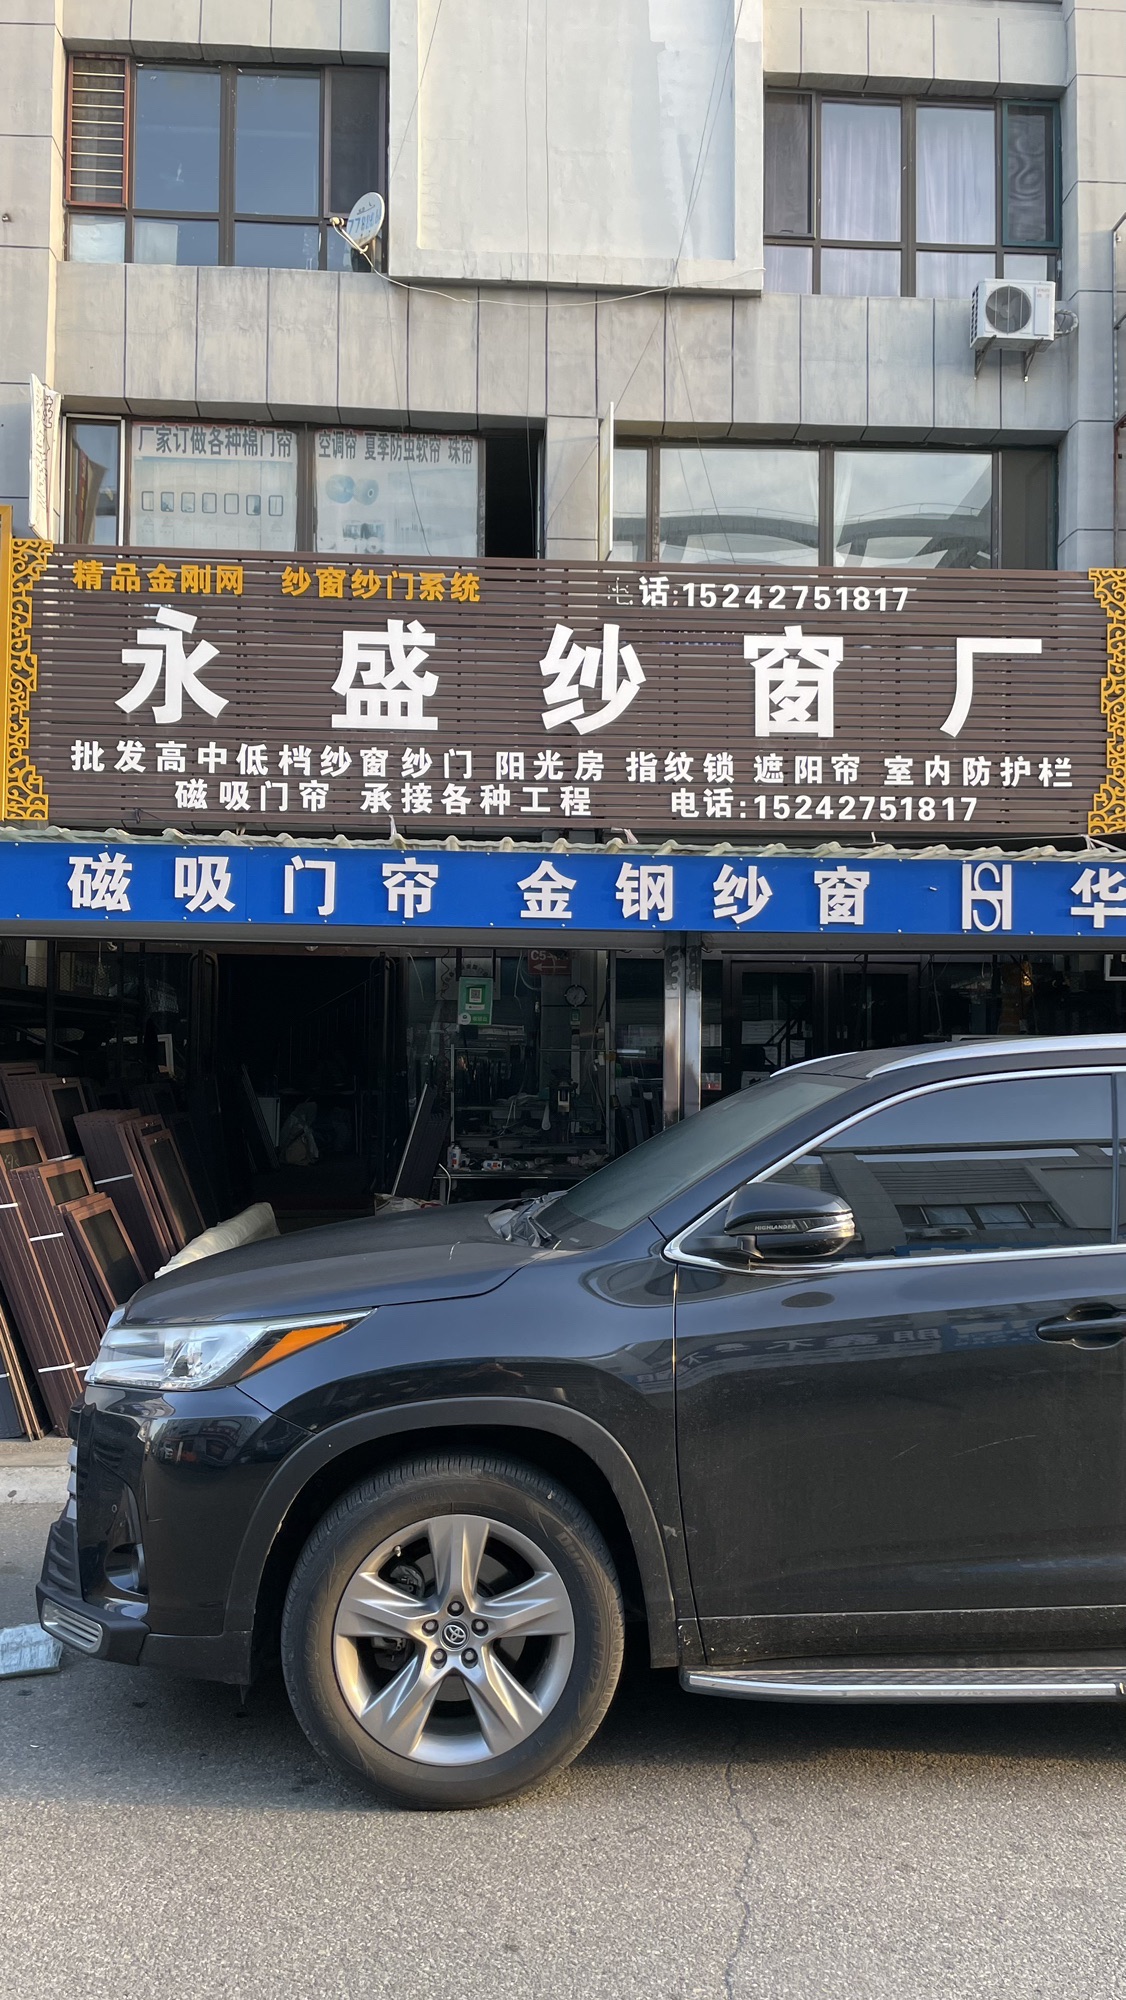 厂家订做各种棉门帘
空调帘 夏季防虫软帘 珠帘
精品金刚网 纱窗纱门系统
电话:15242751817
永盛纱窗厂
批发高中低档纱窗纱门 阳光房 指纹锁 遮阳帘 室内防护栏
磁吸门帘 承接各种工程 电话:15242751817
磁吸门帘 金钢纱窗 华
HIGHLANDER